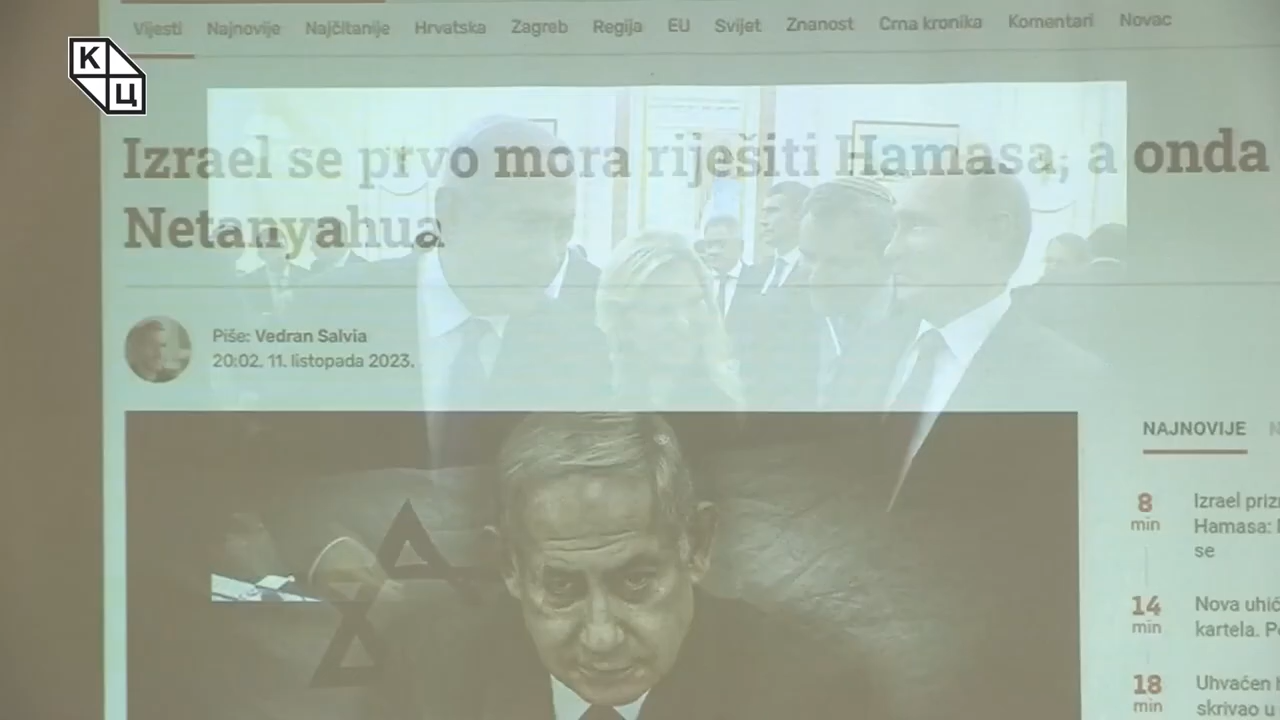 Vijesti Najnovije Najčitanije Hrvatska Zagreb Regija EU Svijet Znanost Crna kronika Komentari Novac
КЦ
Izrael se prvo mora riješiti Hamasa, a onda
Netanyahua
Piše: Vedran Salvia
20:02, 11. listopada 2023.
NAJNOVIJE
8
min
Izrael
Hamasa:
se
14
min
Nova
kartela.
18
min
Uhvaćen
skrivao u